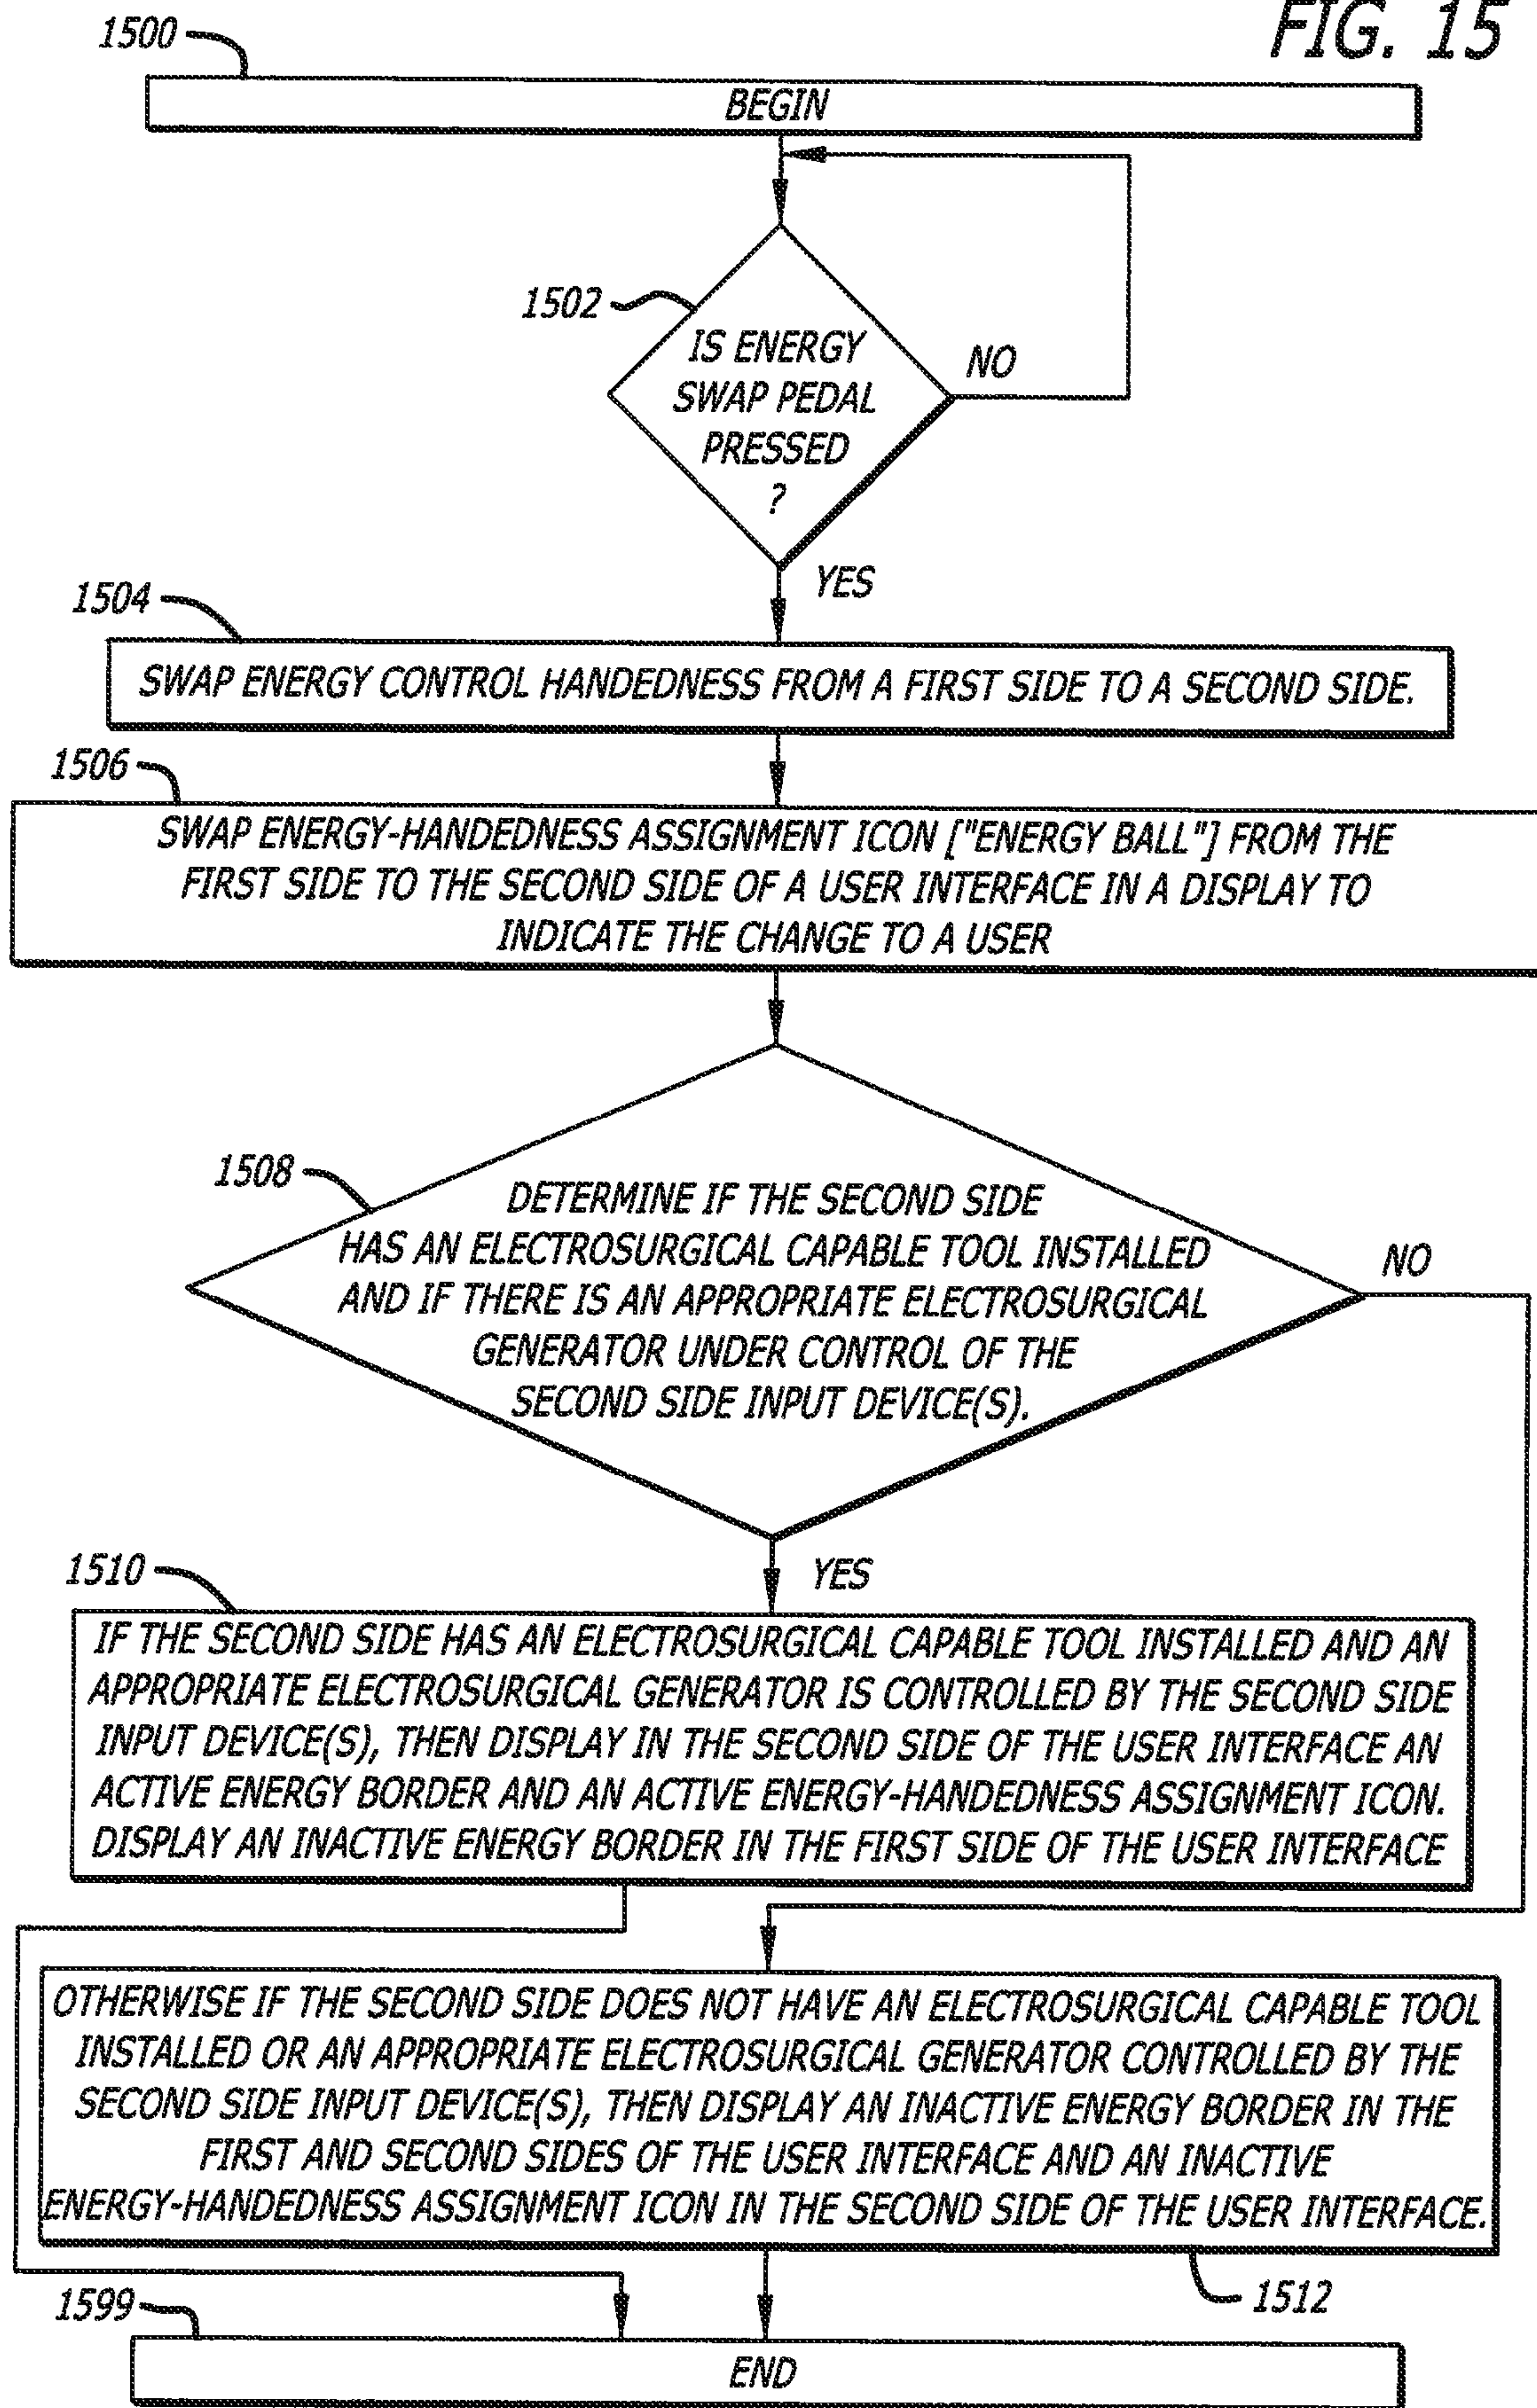 FIG. 15
1500
BEGIN
1502
IS ENERGY
SWAP PEDAL
PRESSED
?
NO
YES
1504
SWAP ENERGY CONTROL HANDEDNESS FROM A FIRST SIDE TO A SECOND SIDE.
1506
SWAP ENERGY-HANDEDNESS ASSIGNMENT ICON ["ENERGY BALL"] FROM THE
FIRST SIDE TO THE SECOND SIDE OF A USER INTERFACE IN A DISPLAY TO
INDICATE THE CHANGE TO A USER
1508
DETERMINE IF THE SECOND SIDE
HAS AN ELECTROSURGICAL CAPABLE TOOL INSTALLED
AND IF THERE IS AN APPROPRIATE ELECTROSURGICAL
GENERATOR UNDER CONTROL OF THE
SECOND SIDE INPUT DEVICE(S).
NO
YES
1510
IF THE SECOND SIDE HAS AN ELECTROSURGICAL CAPABLE TOOL INSTALLED AND AN
APPROPRIATE ELECTROSURGICAL GENERATOR IS CONTROLLED BY THE SECOND SIDE
INPUT DEVICE(S), THEN DISPLAY IN THE SECOND SIDE OF THE USER INTERFACE AN
ACTIVE ENERGY BORDER AND AN ACTIVE ENERGY-HANDEDNESS ASSIGNMENT ICON.
DISPLAY AN INACTIVE ENERGY BORDER IN THE FIRST SIDE OF THE USER INTERFACE
OTHERWISE IF THE SECOND SIDE DOES NOT HAVE AN ELECTROSURGICAL CAPABLE TOOL
INSTALLED OR AN APPROPRIATE ELECTROSURGICAL GENERATOR CONTROLLED BY THE
SECOND SIDE INPUT DEVICE(S), THEN DISPLAY AN INACTIVE ENERGY BORDER IN THE
FIRST AND SECOND SIDES OF THE USER INTERFACE AND AN INACTIVE
ENERGY-HANDEDNESS ASSIGNMENT ICON IN THE SECOND SIDE OF THE USER INTERFACE.
1512
1599
END